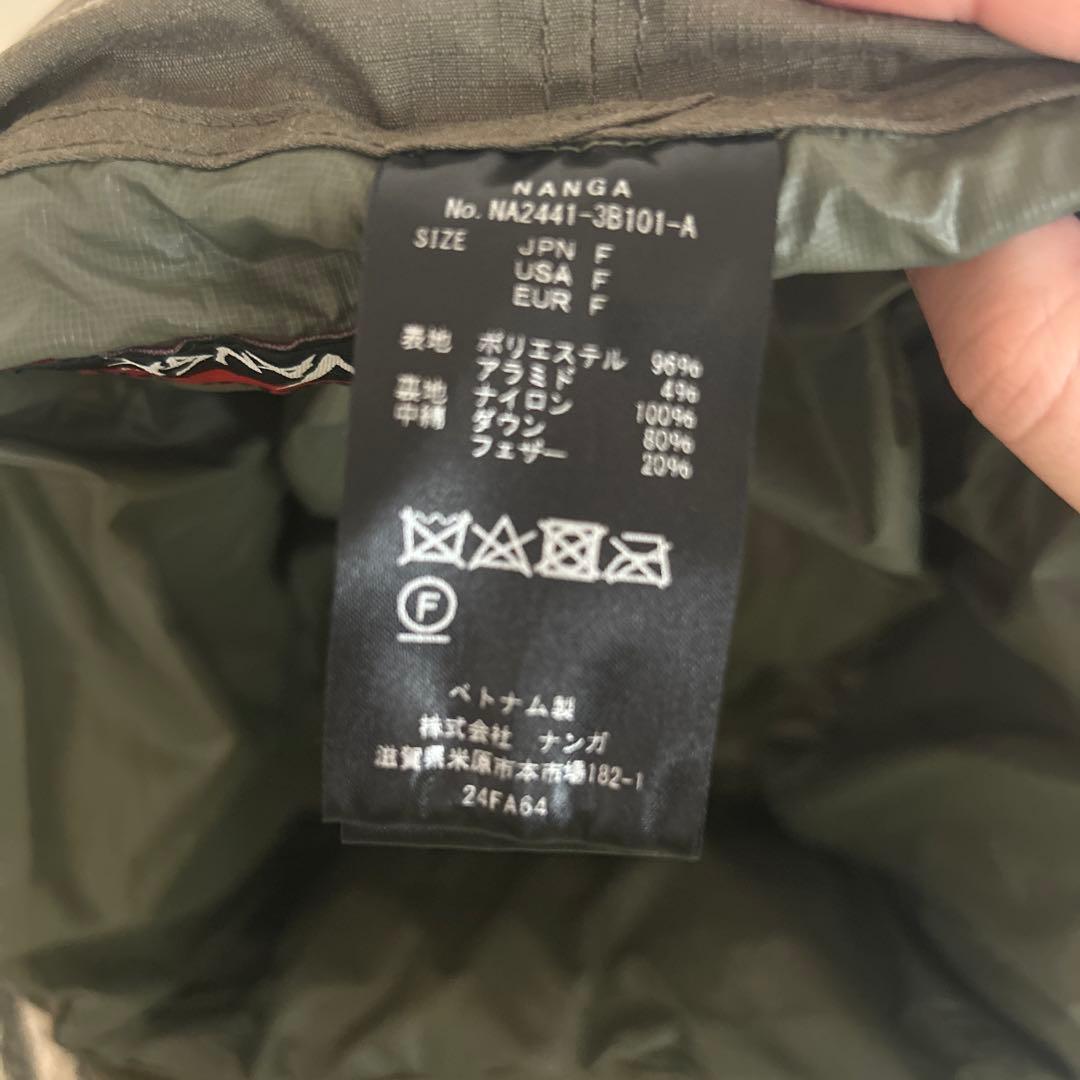 NANGA
No. NA2441-3B101-A
SIZE JPN F
USA F
EUR F
表地 ポリエステル 96%
アラミド 4%
裏地 ナイロン 100%
中綿 ダウン 80%
フェザー 20%
F
ベトナム製
株式会社 ナンガ
滋賀県米原市本市場182-1
24FA64
NANGA